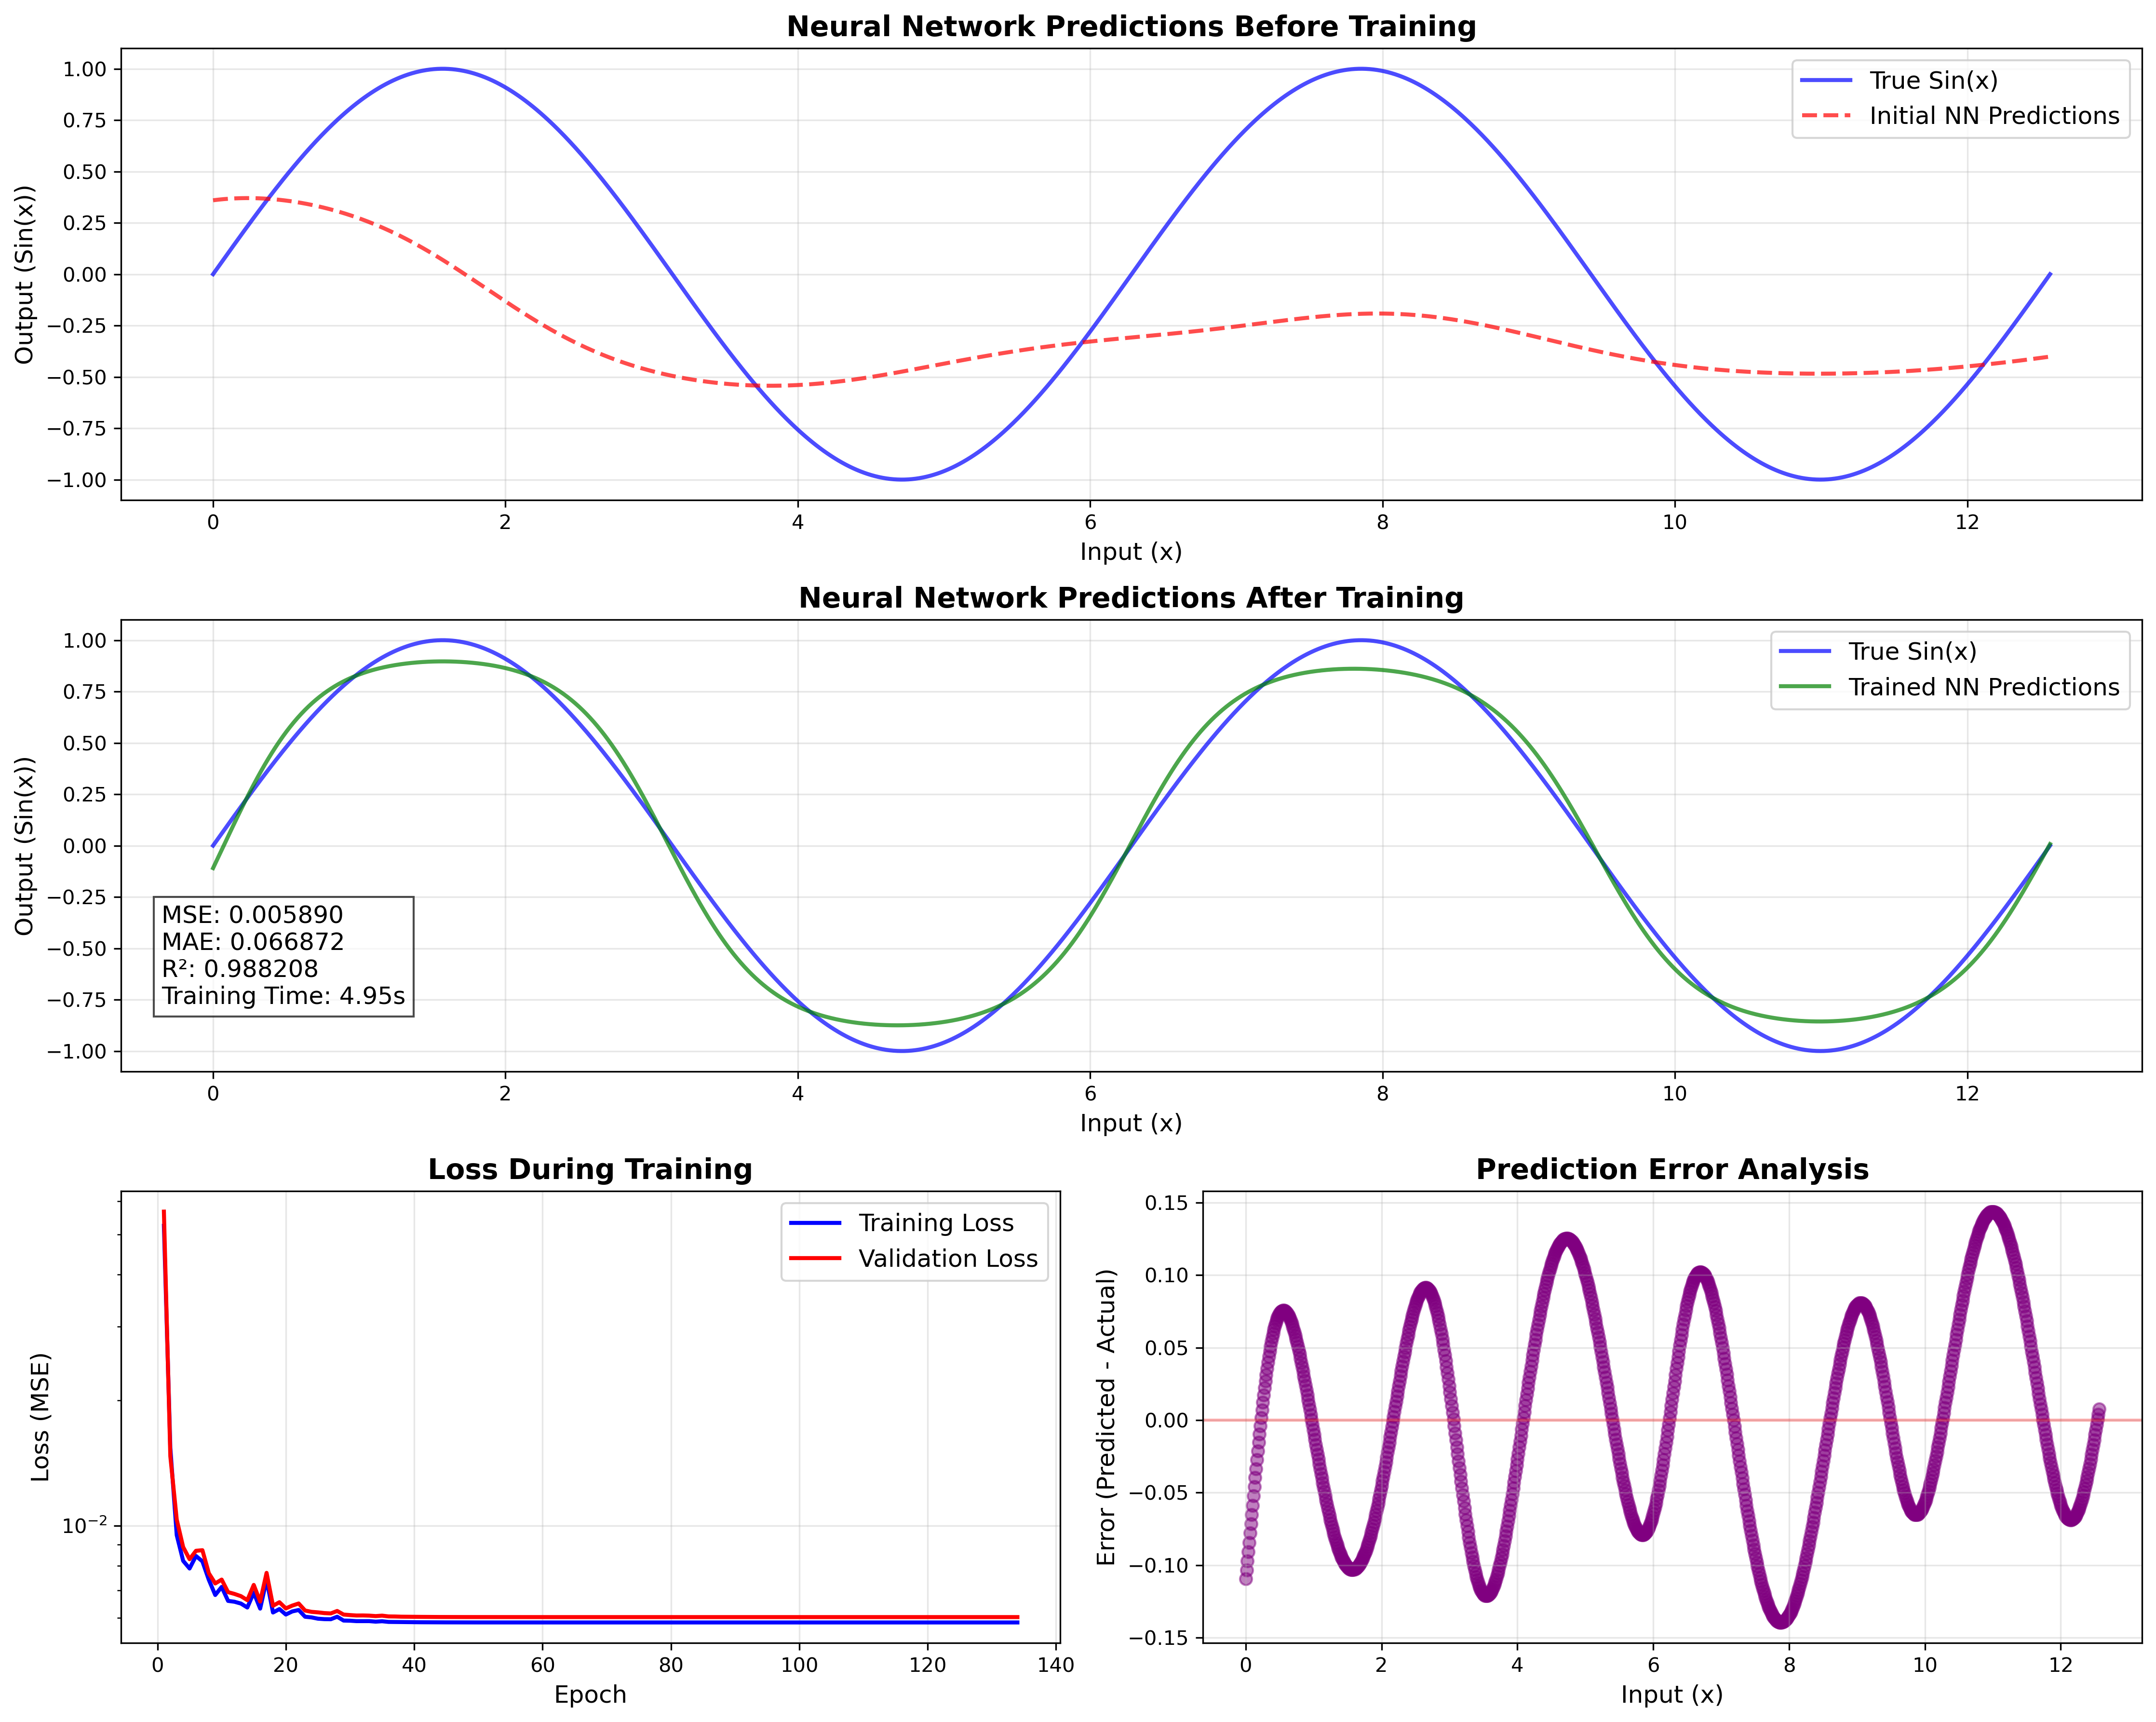 Neural Network Predictions Before Training
1.00
0.75
0.50
0.25
0.00
−0.25
−0.50
−0.75
−1.00
Output (Sin(x))
True Sin(x)
Initial NN Predictions
0 2 4 6 8 10 12
Input (x)
Neural Network Predictions After Training
1.00
0.75
0.50
0.25
0.00
−0.25
−0.50
−0.75
−1.00
Output (Sin(x))
True Sin(x)
Trained NN Predictions
MSE: 0.005890
MAE: 0.066872
R²: 0.988208
Training Time: 4.95s
0 2 4 6 8 10 12
Input (x)
Loss During Training
Loss (MSE)
10⁻²
Training Loss
Validation Loss
0 20 40 60 80 100 120 140
Epoch
Prediction Error Analysis
0.15
0.10
0.05
0.00
−0.05
−0.10
−0.15
Error (Predicted - Actual)
0 2 4 6 8 10 12
Input (x)